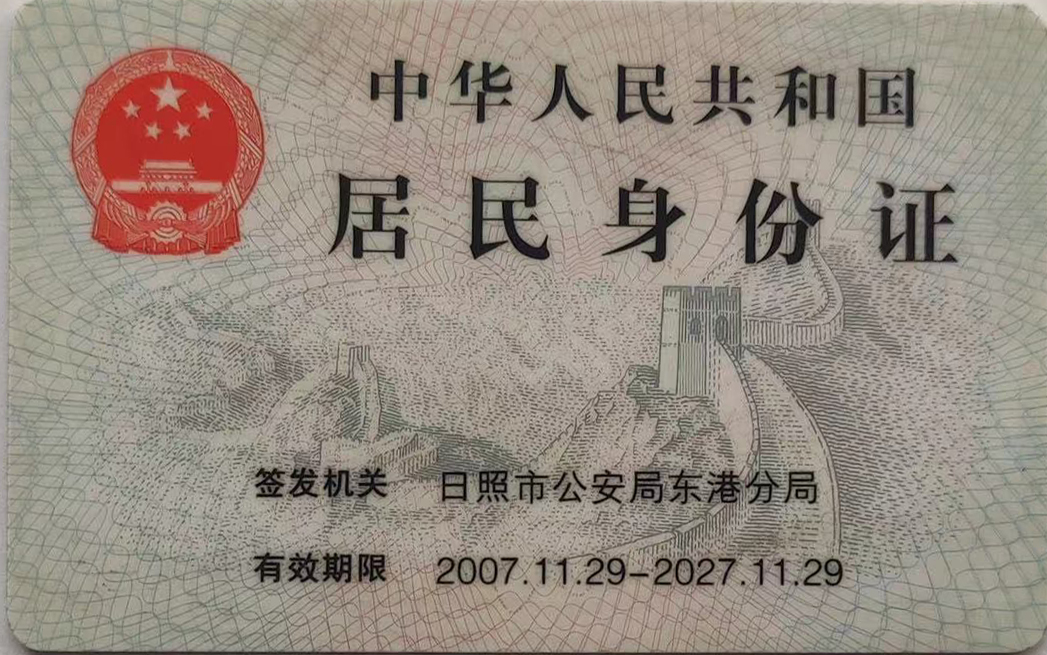 中华人民共和国
居民身份证
签发机关 日照市公安局东港分局
有效期限 2007.11.29-2027.11.29